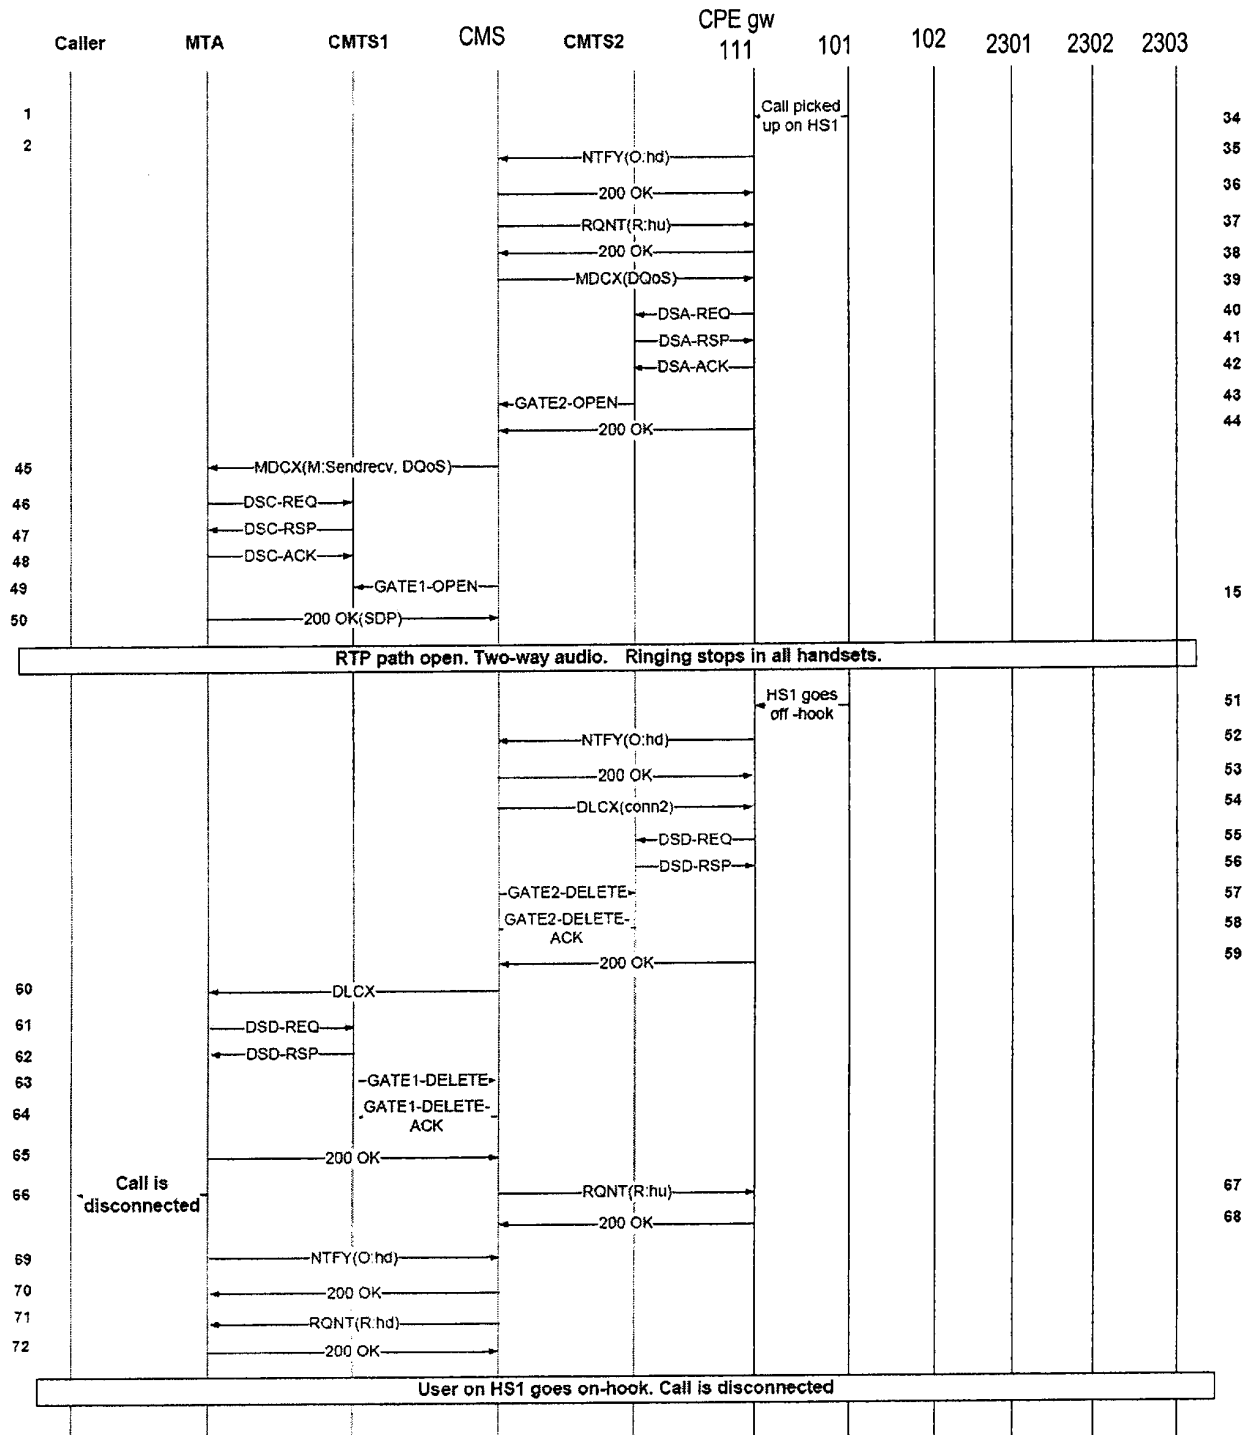 CPE gw
Caller MTA CMTS1 CMS CMTS2 111 101 102 2301 2302 2303
1 Call picked 34
up on HS1
2 NTFY(O:hd) 35
200 OK 36
RQNT(R:hu) 37
200 OK 38
MDCX(DQoS) 39
DSA-REQ 40
DSA-RSP 41
DSA-ACK 42
GATE2-OPEN 43
200 OK 44
45 MDCX(M:Sendrecv, DQoS)
46 DSC-REQ
47 DSC-RSP
48 DSC-ACK
49 GATE1-OPEN 15
50 200 OK(SDP)
RTP path open. Two-way audio. Ringing stops in all handsets.
HS1 goes 51
off -hook
NTFY(O:hd) 52
200 OK 53
DLCX(conn2) 54
DSD-REQ 55
DSD-RSP 56
GATE2-DELETE 57
GATE2-DELETE- 58
ACK
200 OK 59
60 DLCX
61 DSD-REQ
62 DSD-RSP
63 GATE1-DELETE
64 GATE1-DELETE-
ACK
65 200 OK
66 Call is RQNT(R:hu) 67
disconnected
200 OK 68
69 NTFY(O:hd)
70 200 OK
71 RQNT(R:hd)
72 200 OK
User on HS1 goes on-hook. Call is disconnected